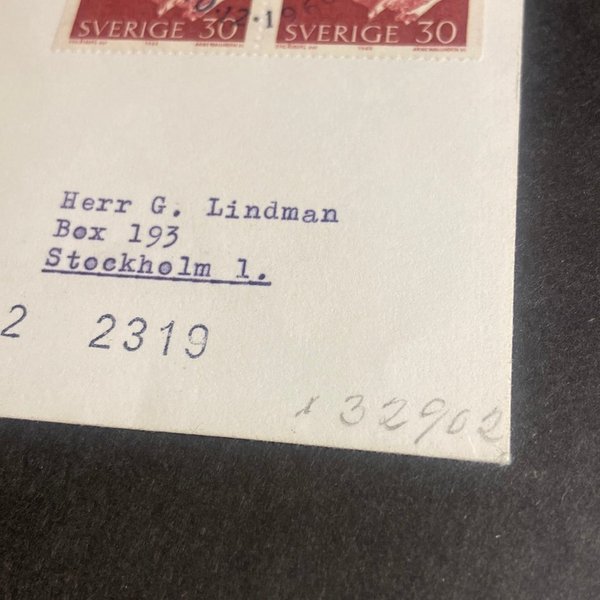 SVERIGE 30 SVERIGE 30
Herr G. Lindman
Box 193
Stockholm 1.
2 2319
x 32902